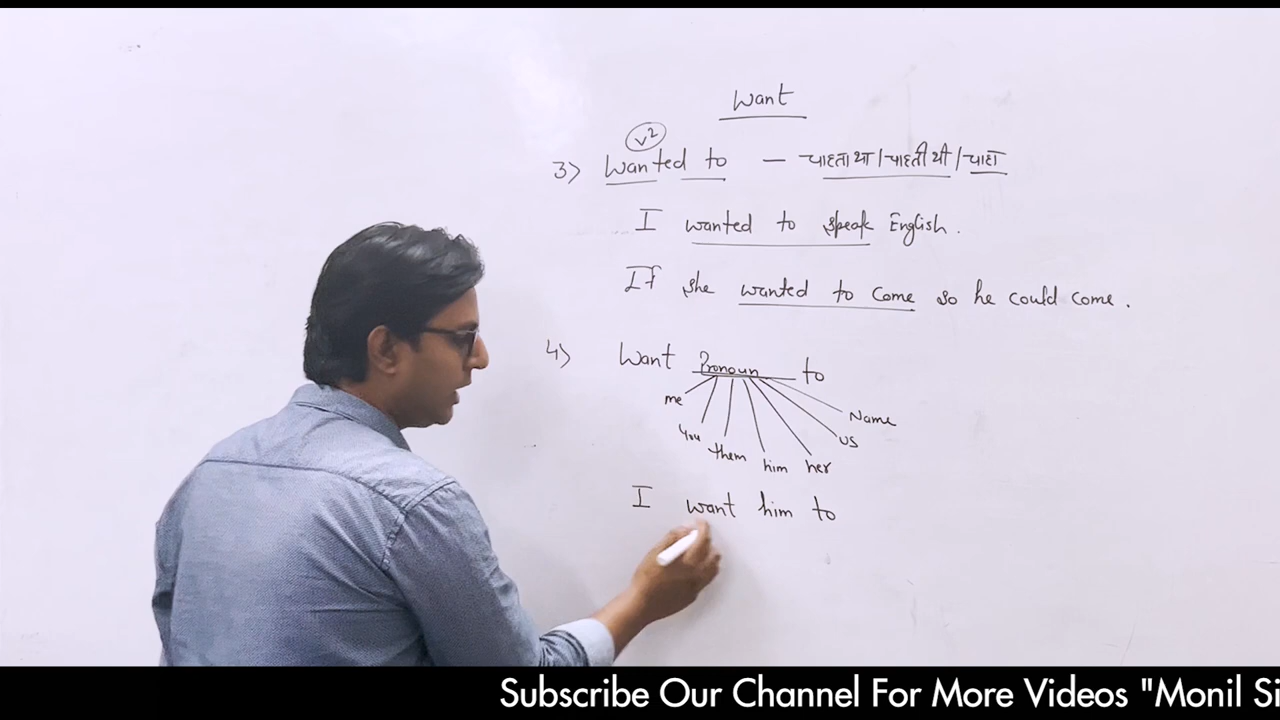 Want
V2
3) Wanted to — चाहता था / चाहती थी / चाहा
I wanted to speak English.
If she wanted to come so he could come.
4) Want Pronoun to
me you them him her us Name
I want him to
Subscribe Our Channel For More Videos "Monil Si